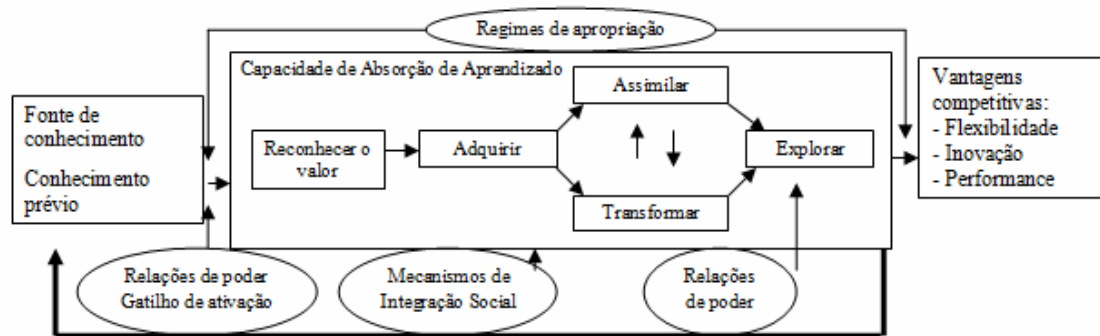 Regimes de apropriação
Capacidade de Absorção de Aprendizado
Fonte de
conhecimento
Conhecimento
prévio
Reconhecer o
valor
Adquirir
Assimilar
Transformar
Explorar
Vantagens
competitivas:
- Flexibilidade
- Inovação
- Performance
Relações de poder
Gatilho de ativação
Mecanismos de
Integração Social
Relações
de poder